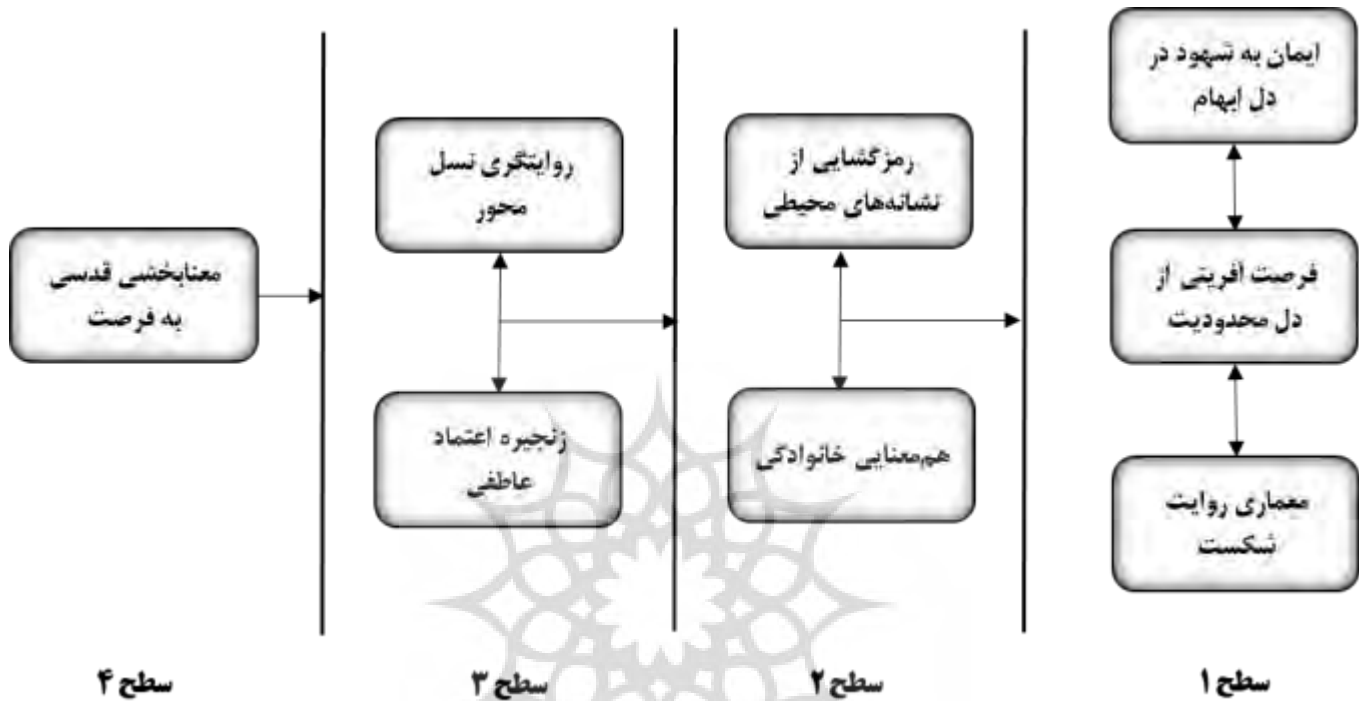 ایمان به شهود در
دل ابهام
فرصت آفرینی از
دل محدودیت
معماری روایت
شکست
سطح ۱
رمزگشایی از
نشانه‌های محیطی
هم‌معنایی خانوادگی
سطح ۲
روایتگری نسل
محور
زنجیره اعتماد
عاطفی
سطح ۳
معنابخشی قدسی
به فرصت
سطح ۴